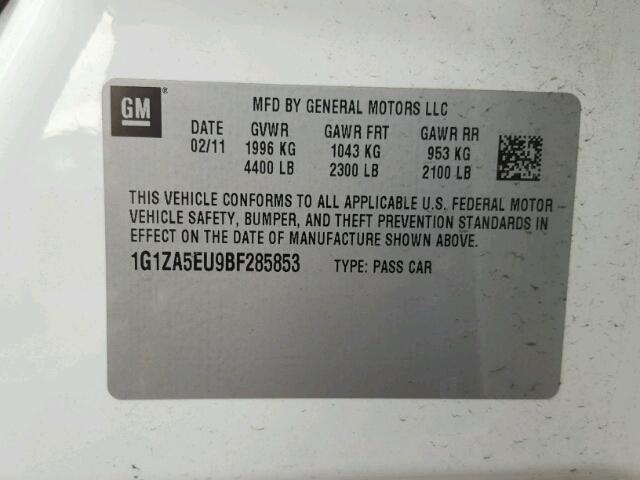 GM ®
MFD BY GENERAL MOTORS LLC
DATE GVWR GAWR FRT GAWR RR
02/11 1996 KG 1043 KG 953 KG
4400 LB 2300 LB 2100 LB
THIS VEHICLE CONFORMS TO ALL APPLICABLE U.S. FEDERAL MOTOR
VEHICLE SAFETY, BUMPER, AND THEFT PREVENTION STANDARDS IN
EFFECT ON THE DATE OF MANUFACTURE SHOWN ABOVE.
1G1ZA5EU9BF285853 TYPE: PASS CAR